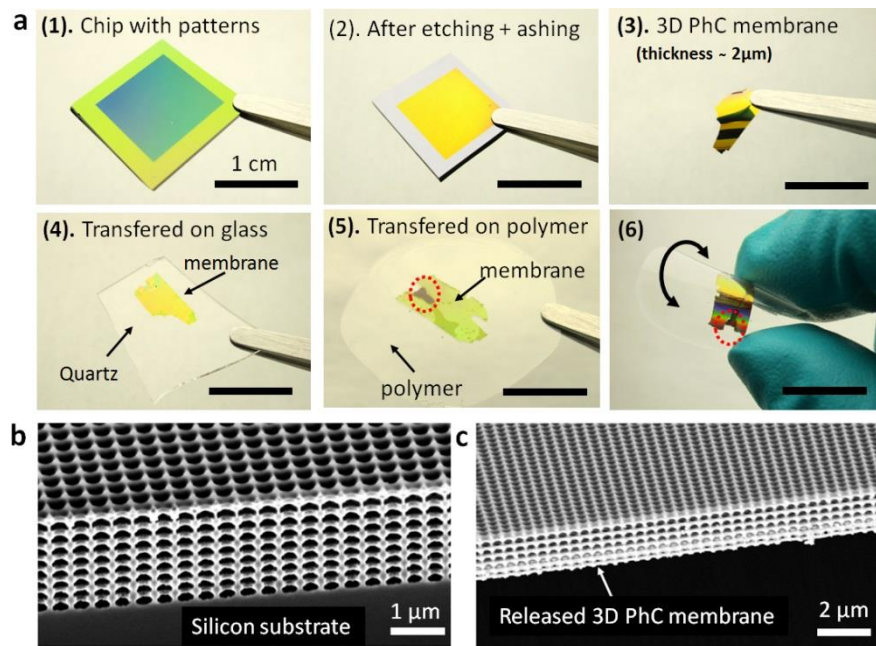 a
(1). Chip with patterns
1 cm
(2). After etching + ashing
(3). 3D PhC membrane
(thickness ~ 2μm)
(4). Transfered on glass
membrane
Quartz
(5). Transfered on polymer
membrane
polymer
(6)
b
Silicon substrate
1 μm
c
Released 3D PhC membrane
2 μm